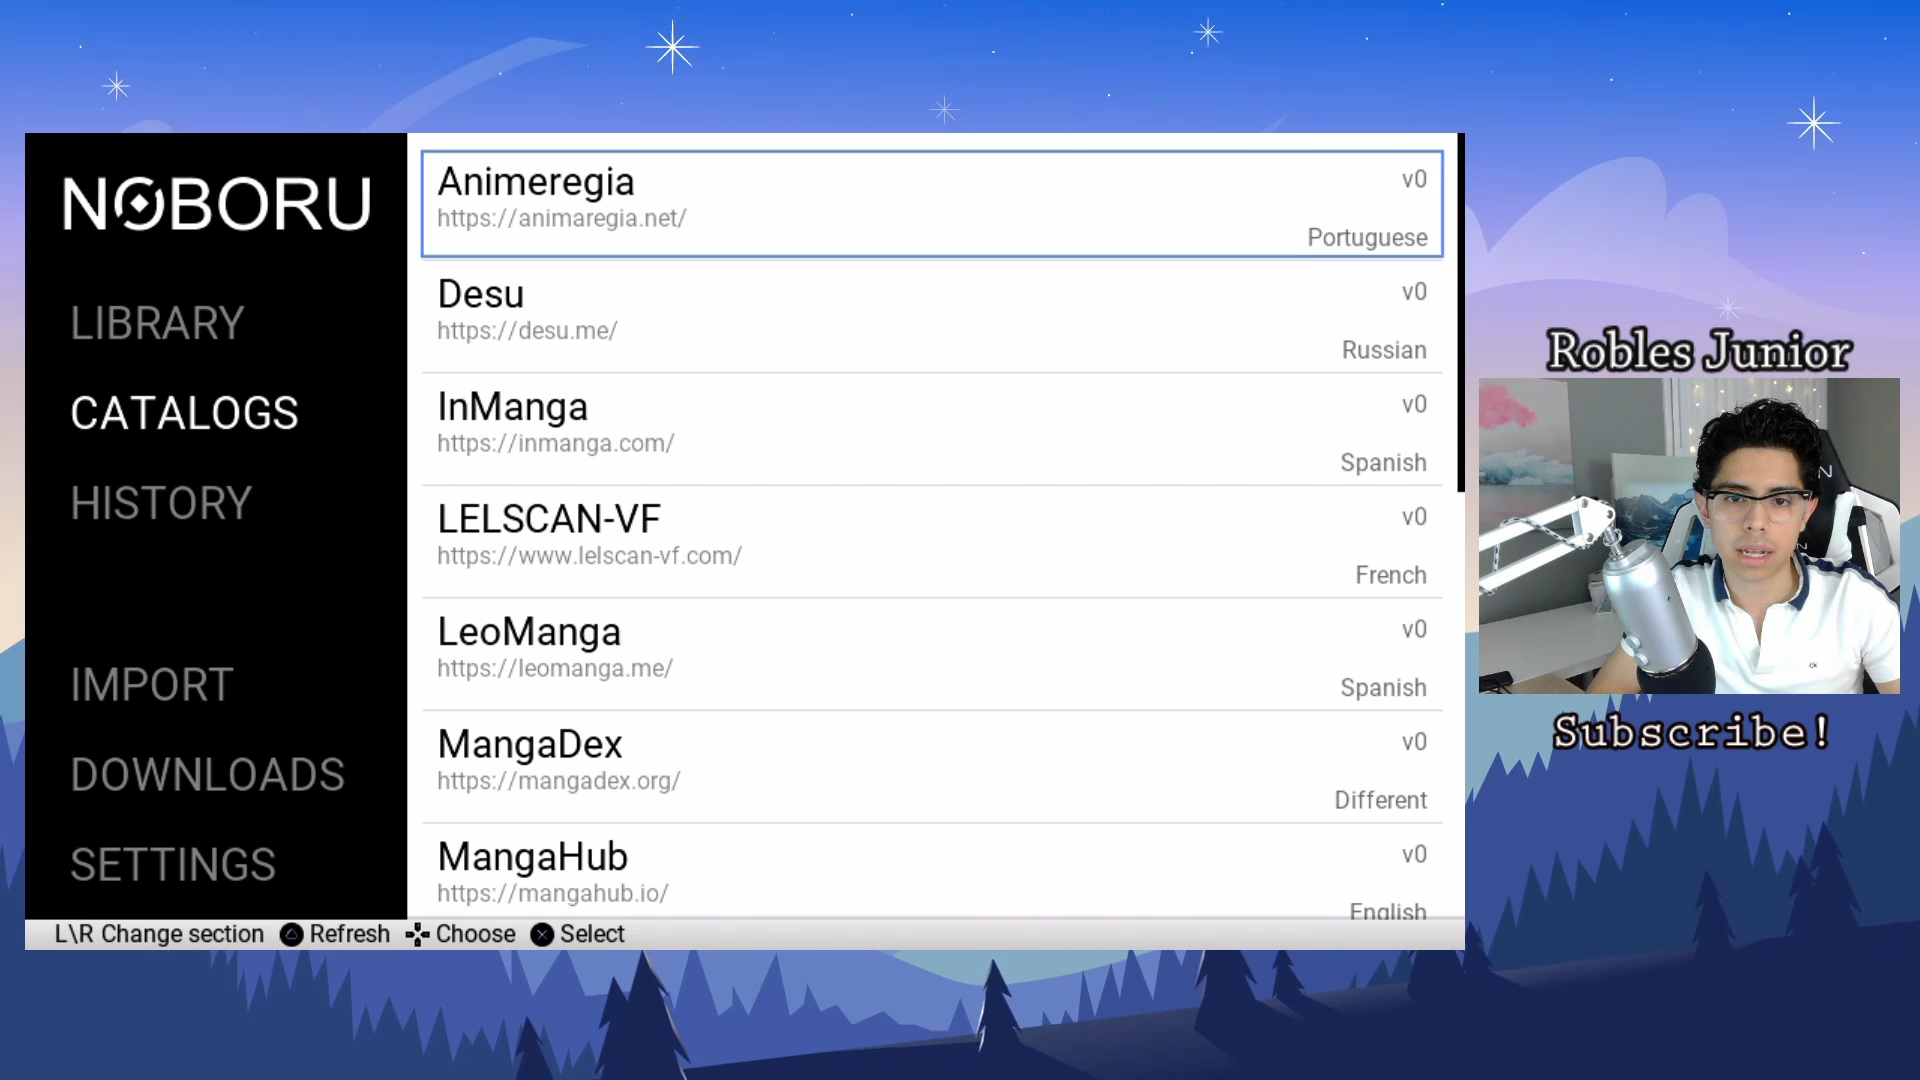 NOBORU
LIBRARY
CATALOGS
HISTORY
IMPORT
DOWNLOADS
SETTINGS
Animeregia
v0
https://animaregia.net/
Portuguese
Desu
v0
https://desu.me/
Russian
InManga
v0
https://inmanga.com/
Spanish
LELSCAN-VF
v0
https://www.lelscan-vf.com/
French
LeoManga
v0
https://leomanga.me/
Spanish
MangaDex
v0
https://mangadex.org/
Different
MangaHub
v0
https://mangahub.io/
English
L\R Change section Refresh Choose Select
Robles Junior
N
N
ck
Subscribe!